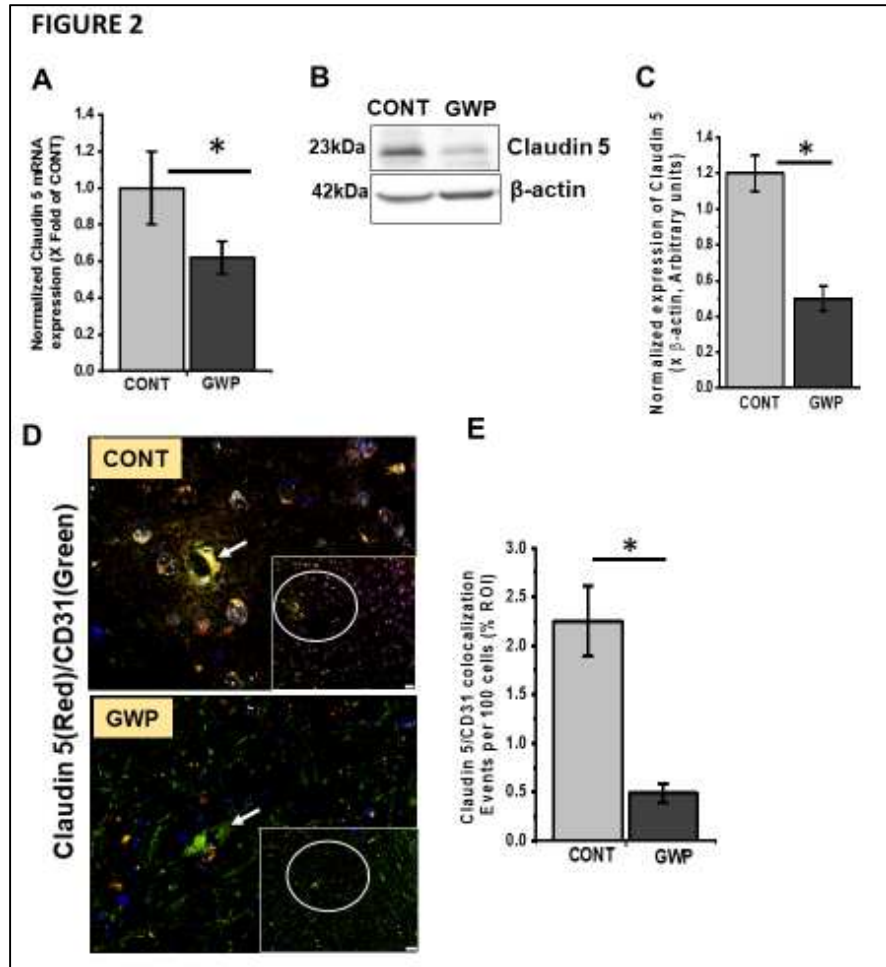 FIGURE 2
A
Normalized Claudin 5 mRNA
expression (X Fold of CONT)
1.4
1.2
1.0
0.8
0.6
0.4
0.2
0.0
*
CONT
GWP
B
CONT GWP
23kDa
Claudin 5
42kDa
β-actin
C
Normalized expression of Claudin 5
(x β-actin, Arbitrary units)
1.2
1.0
0.8
0.6
0.4
0.2
0.0
*
CONT
GWP
D
Claudin 5(Red)/CD31(Green)
CONT
GWP
E
Claudin 5/CD31 colocalization
Events per 100 cells (% ROI)
3.0
2.5
2.0
1.5
1.0
0.5
0.0
*
CONT
GWP